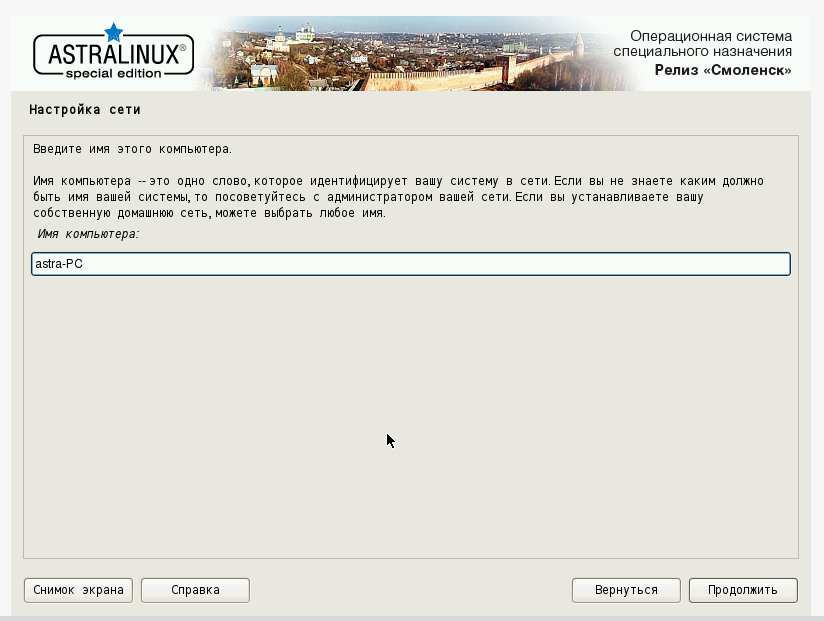 ASTRALINUX®
special edition
Операционная система
специального назначения
Релиз «Смоленск»
Настройка сети
Введите имя этого компьютера.
Имя компьютера -- это одно слово, которое идентифицирует вашу систему в сети. Если вы не знаете каким должно
быть имя вашей системы, то посоветуйтесь с администратором вашей сети. Если вы устанавливаете вашу
собственную домашнюю сеть, можете выбрать любое имя.
Имя компьютера:
astra-PC
Снимок экрана
Справка
Вернуться
Продолжить